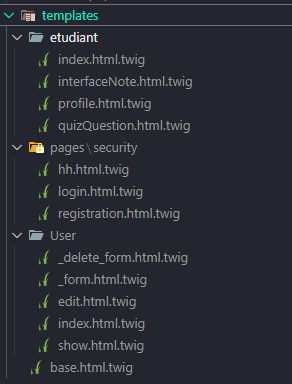 templates
etudiant
index.html.twig
interfaceNote.html.twig
profile.html.twig
quizQuestion.html.twig
pages\security
hh.html.twig
login.html.twig
registration.html.twig
User
_delete_form.html.twig
_form.html.twig
edit.html.twig
index.html.twig
show.html.twig
base.html.twig